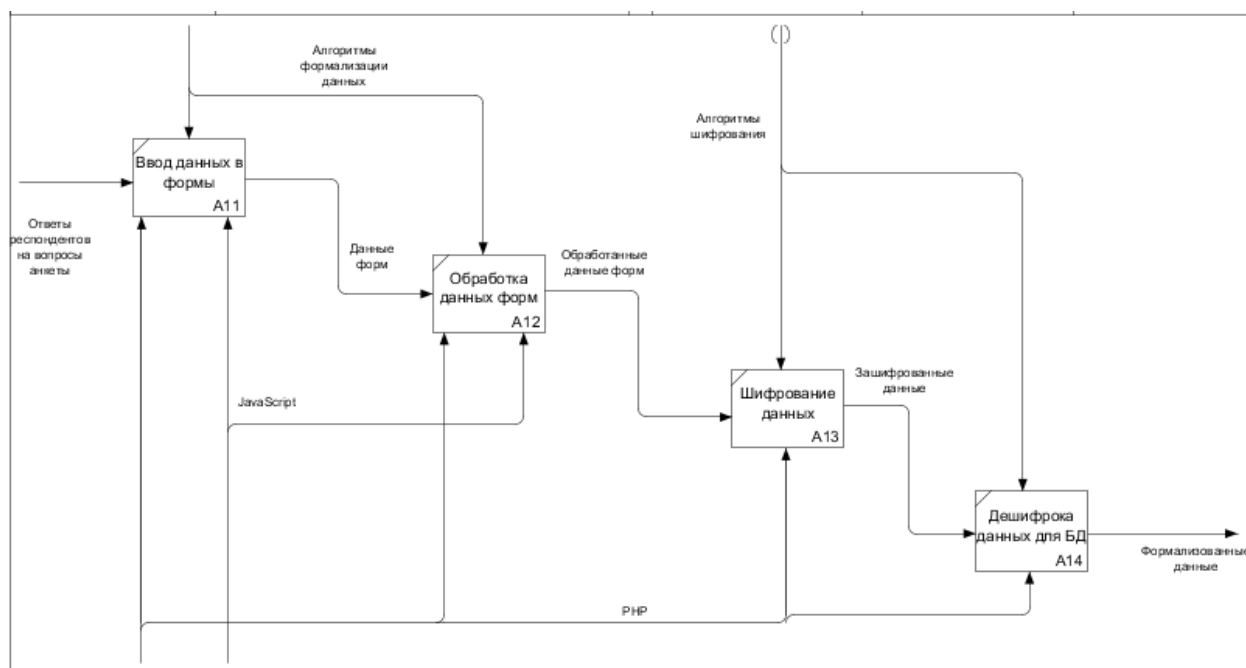 Алгоритмы
формализации
данных
( )
Алгоритмы
шифрования
Ввод данных в
формы
A11
Ответы
респондентов
на вопросы
анкеты
Данные
форм
Обработка
данных форм
A12
Обработанные
данные форм
JavaScript
Шифрование
данных
A13
Зашифрованные
данные
Дешифрока
данных для БД
A14
Формализованные
данные
PHP